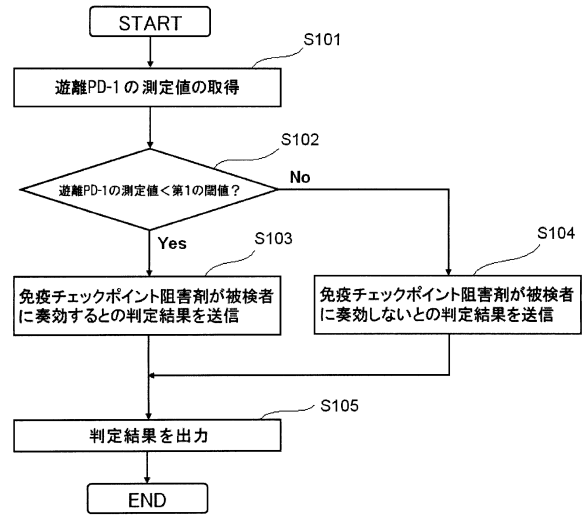 START
S101
遊離PD-1の測定値の取得
S102
遊離PD-1の測定値<第1の閾値?
No
Yes
S103
S104
免疫チェックポイント阻害剤が被検者
に奏効するとの判定結果を送信
免疫チェックポイント阻害剤が被検者
に奏効しないとの判定結果を送信
S105
判定結果を出力
END